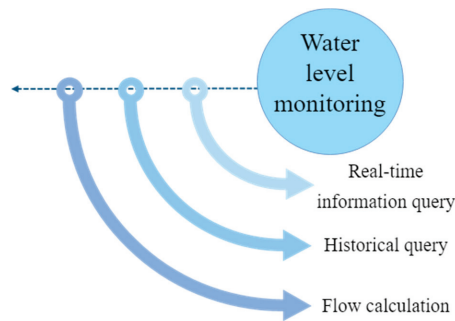 Water
level
monitoring
Real-time
information query
Historical query
Flow calculation